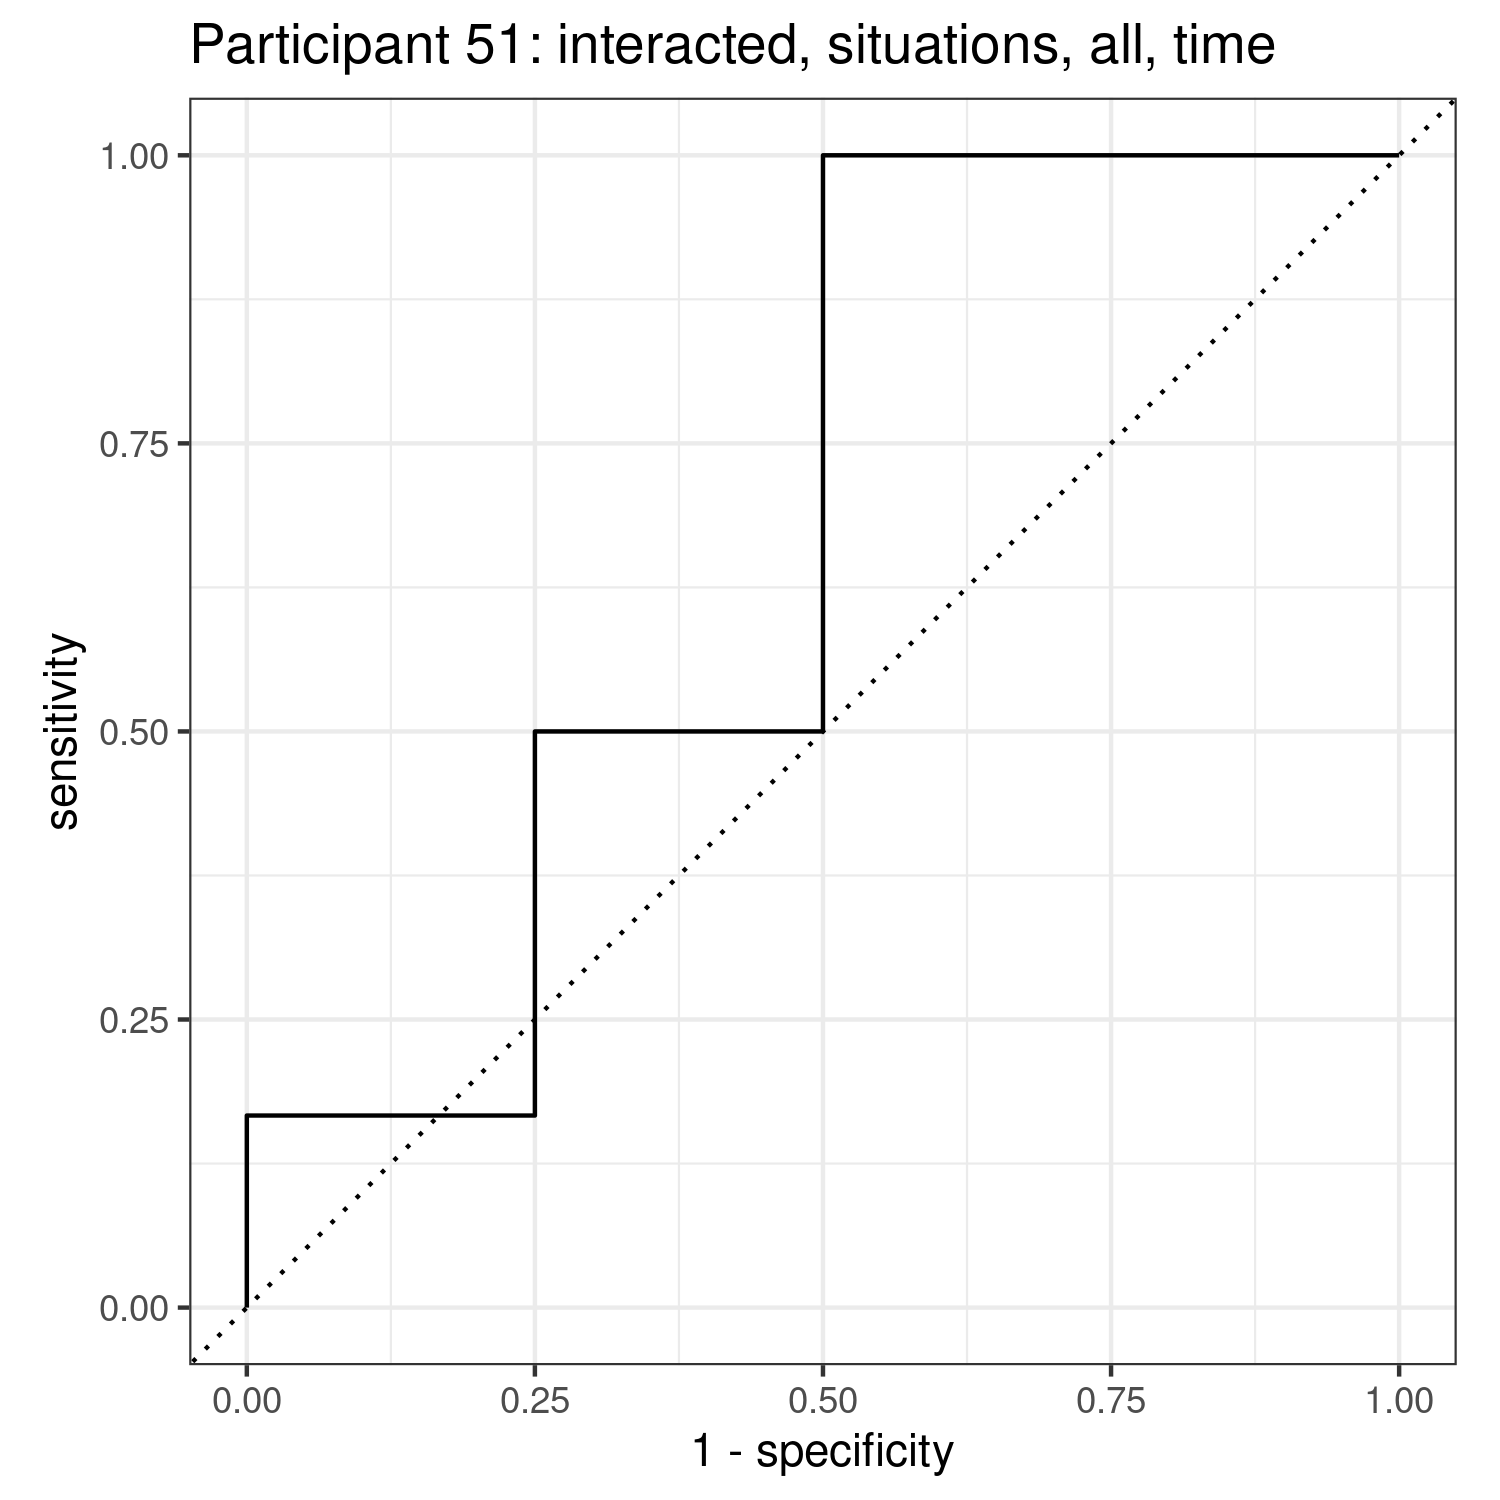 Participant 51: interacted, situations, all, time
1.00
0.75
0.50
0.25
0.00
sensitivity
0.00 0.25 0.50 0.75 1.00
1 - specificity